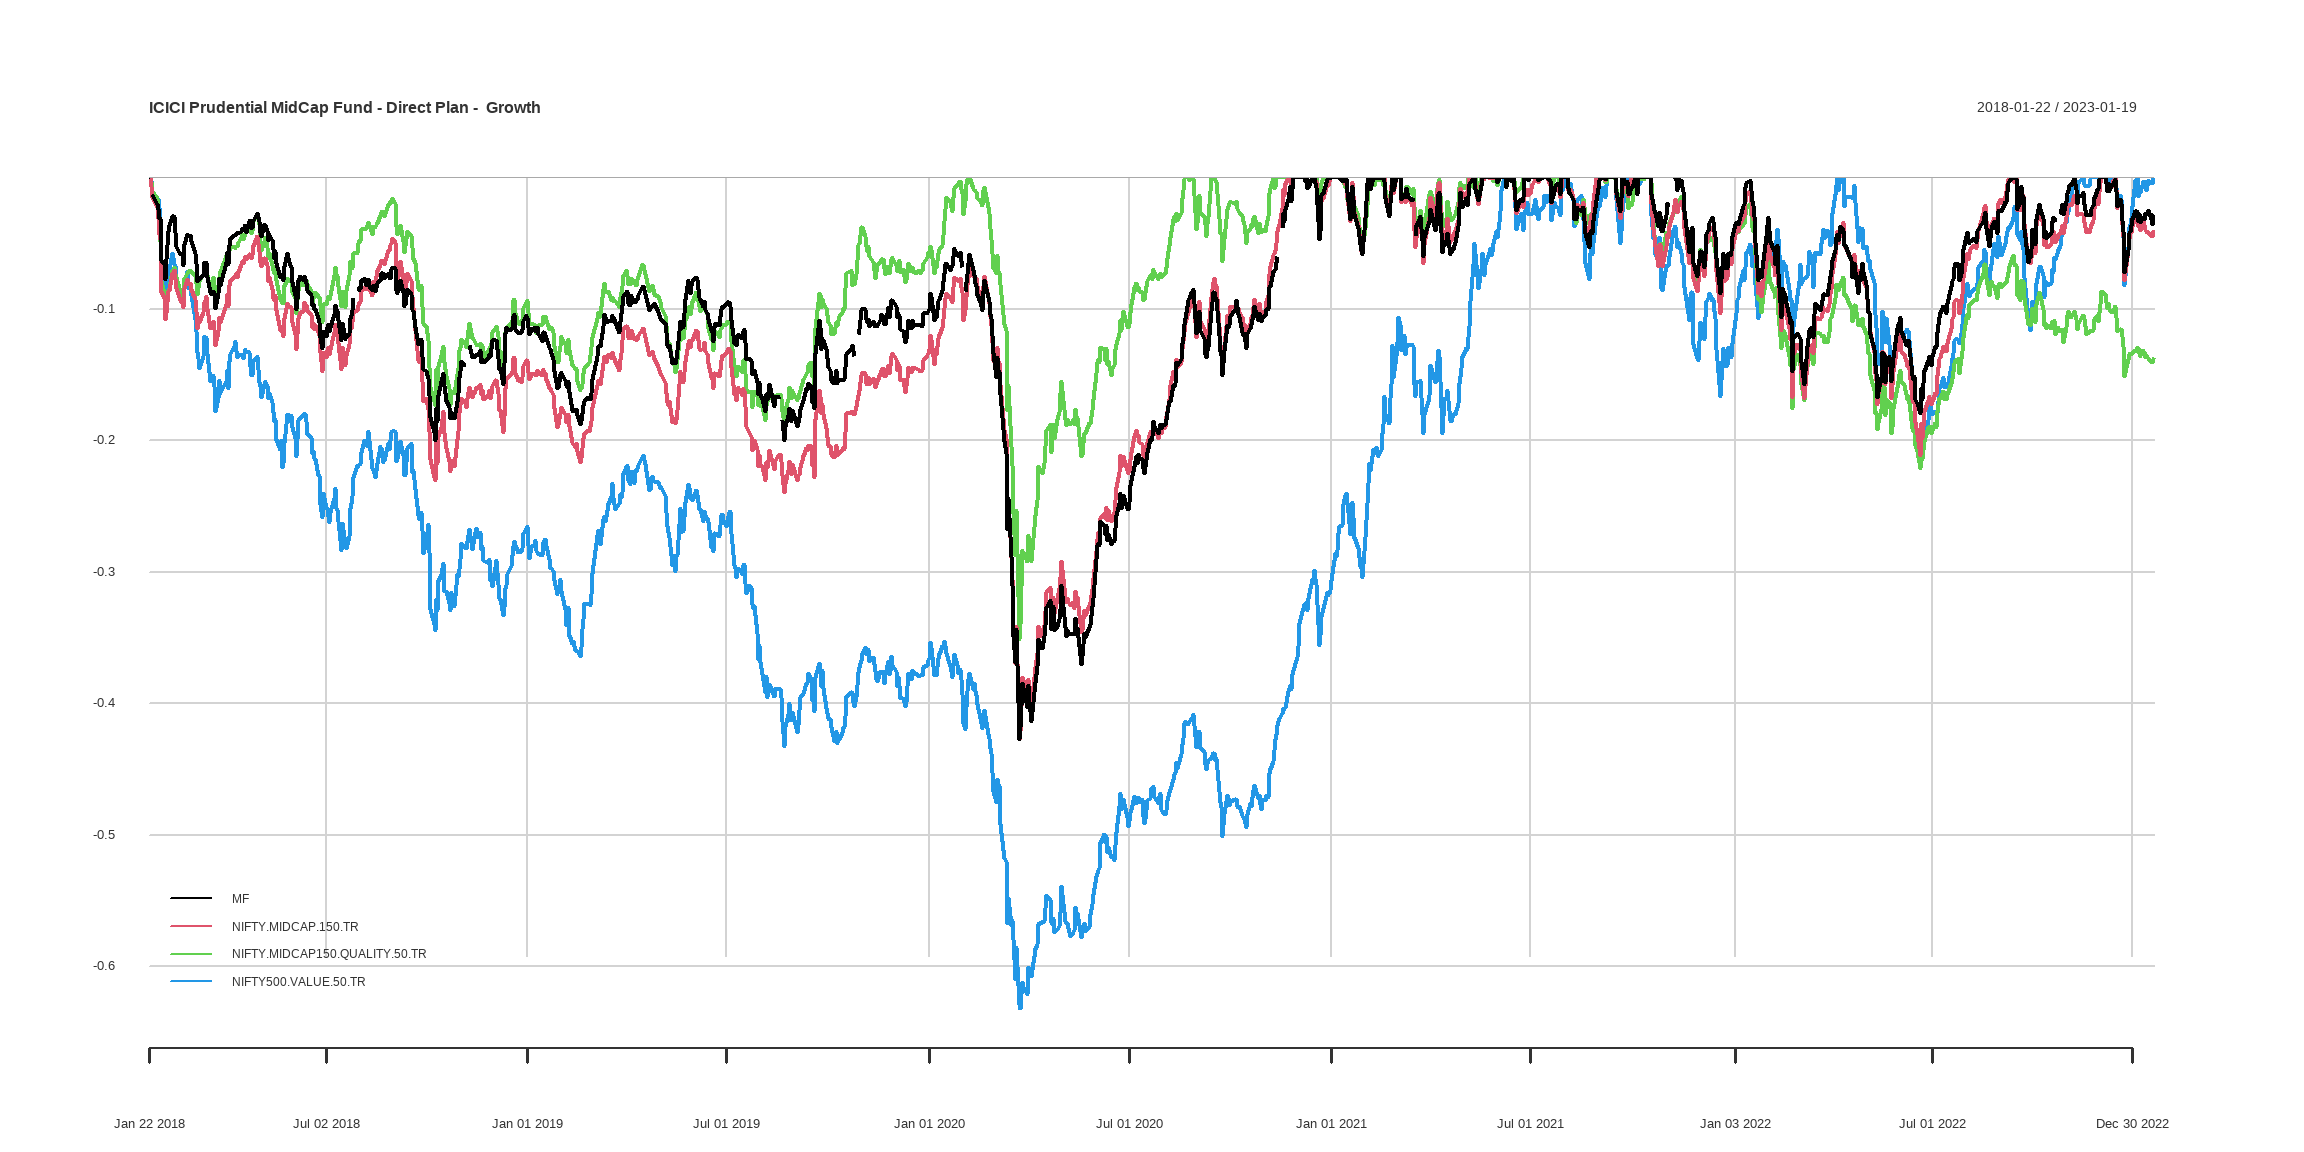 ICICI Prudential MidCap Fund - Direct Plan -  Growth
2018-01-22 / 2023-01-19
-0.1
-0.2
-0.3
-0.4
-0.5
-0.6
MF
NIFTY.MIDCAP.150.TR
NIFTY.MIDCAP150.QUALITY.50.TR
NIFTY500.VALUE.50.TR
Jan 22 2018 Jul 02 2018 Jan 01 2019 Jul 01 2019 Jan 01 2020 Jul 01 2020 Jan 01 2021 Jul 01 2021 Jan 03 2022 Jul 01 2022 Dec 30 2022